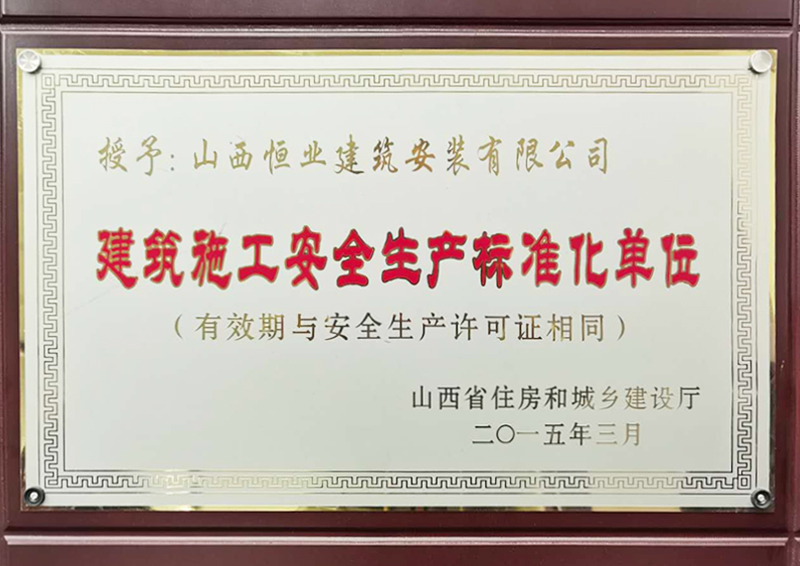 授予：山西恒业建筑安装有限公司
建筑施工安全生产标准化单位
（有效期与安全生产许可证相同）
山西省住房和城乡建设厅
二〇一五年三月